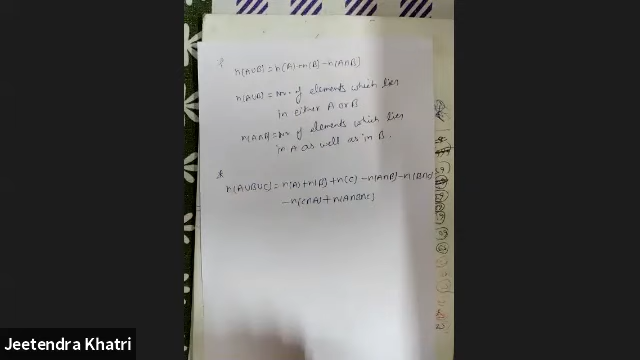 n(A∪B) = n(A) + n(B) - n(A∩B)
n(A∪B) = No. of elements which lies
in either A or B
n(A∩B) = No. of elements which lies
in A as well as in B.
n(A∪B∪C) = n(A) + n(B) + n(C) - n(A∩B) - n(B∩C)
- n(C∩A) + n(A∩B∩C)
Jeetendra Khatri